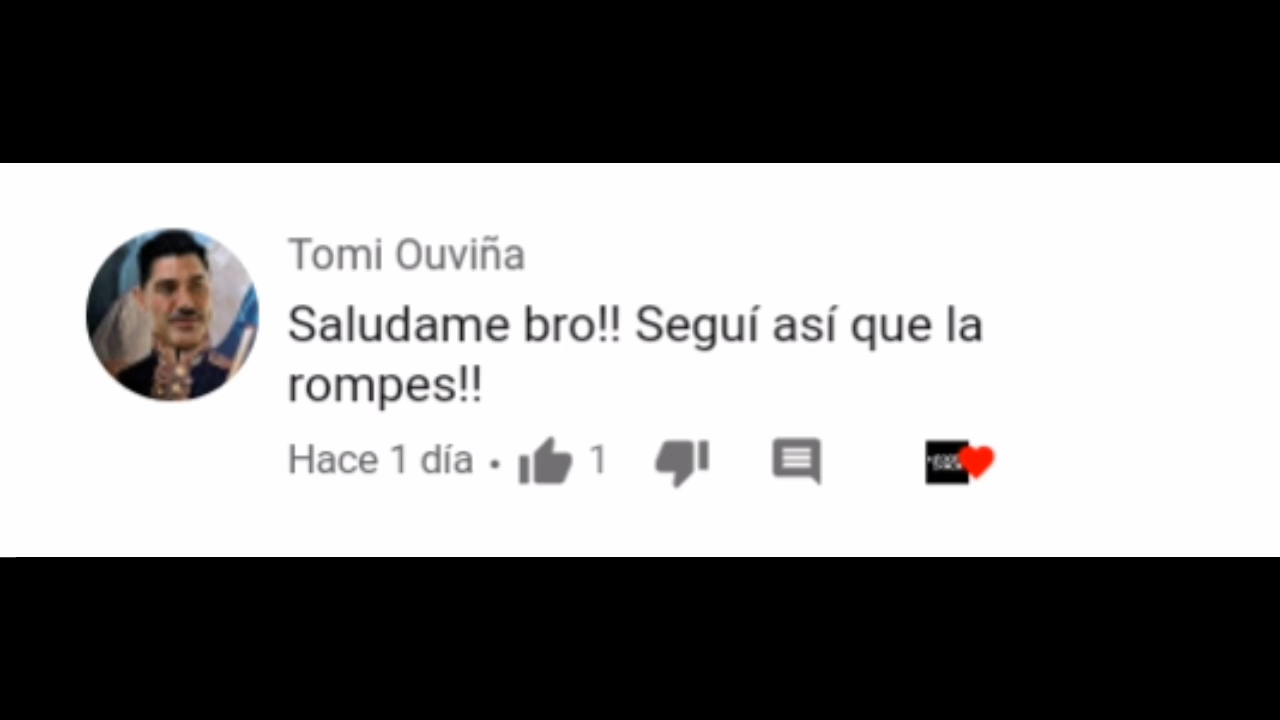 Tomi Ouviña
Saludame bro!! Seguí así que la
rompes!!
Hace 1 día • 1